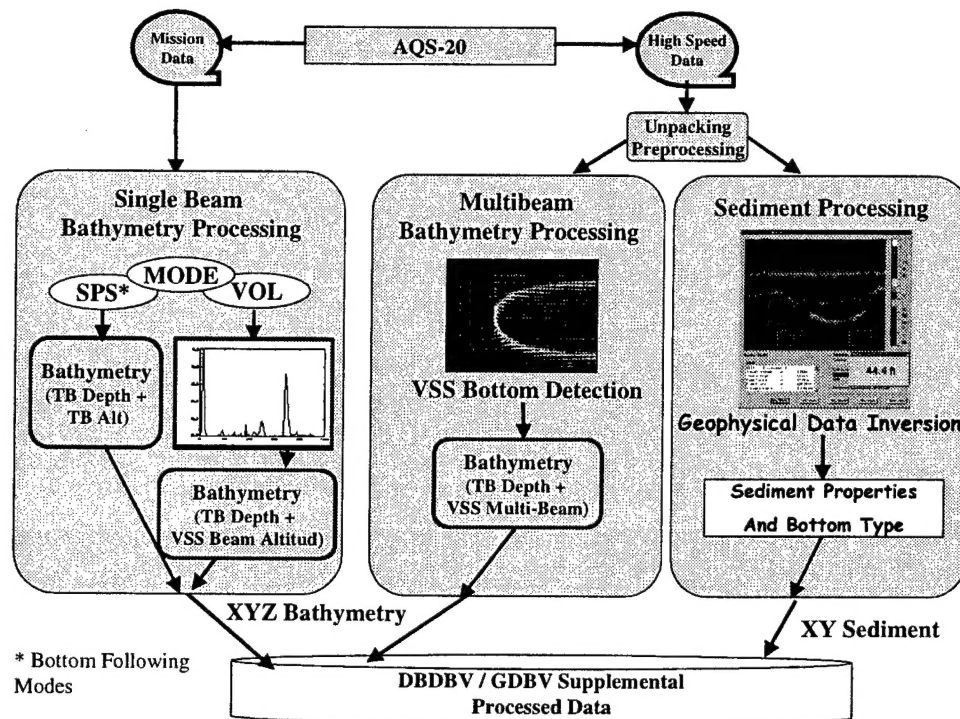 Mission
Data
AQS-20
High Speed
Data
Unpacking
Preprocessing
Single Beam
Bathymetry Processing
MODE
SPS*
VOL
Bathymetry
(TB Depth +
TB Alt)
Bathymetry
(TB Depth +
VSS Beam Altitud)
Multibeam
Bathymetry Processing
VSS Bottom Detection
Bathymetry
(TB Depth +
VSS Multi-Beam)
Sediment Processing
44.4 ft
Geophysical Data Inversion
Sediment Properties
And Bottom Type
XYZ Bathymetry
XY Sediment
* Bottom Following
Modes
DBDBV / GDBV Supplemental
Processed Data